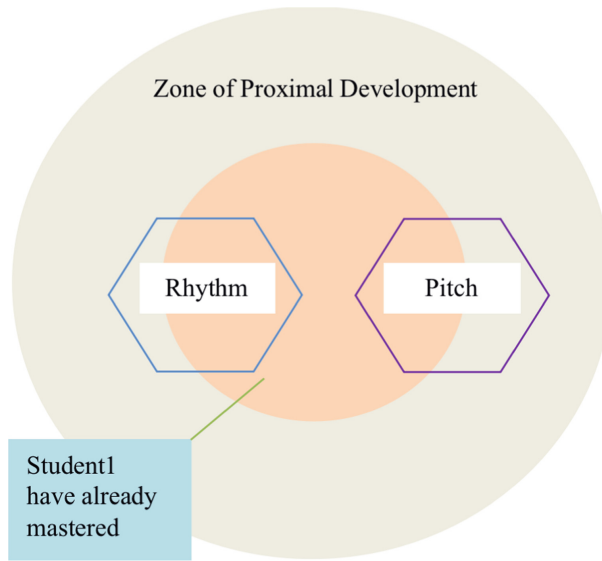 Zone of Proximal Development
Rhythm
Pitch
Student1
have already
mastered